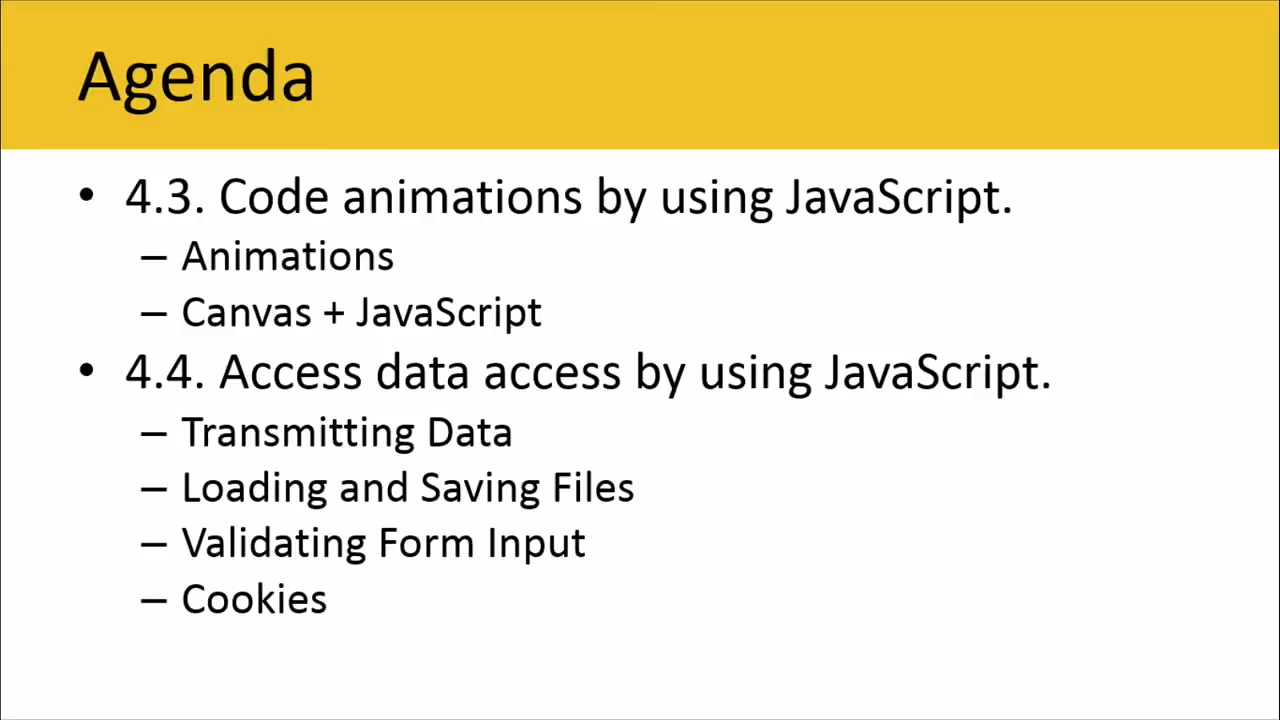 Agenda
• 4.3. Code animations by using JavaScript.
– Animations
– Canvas + JavaScript
• 4.4. Access data access by using JavaScript.
– Transmitting Data
– Loading and Saving Files
– Validating Form Input
– Cookies